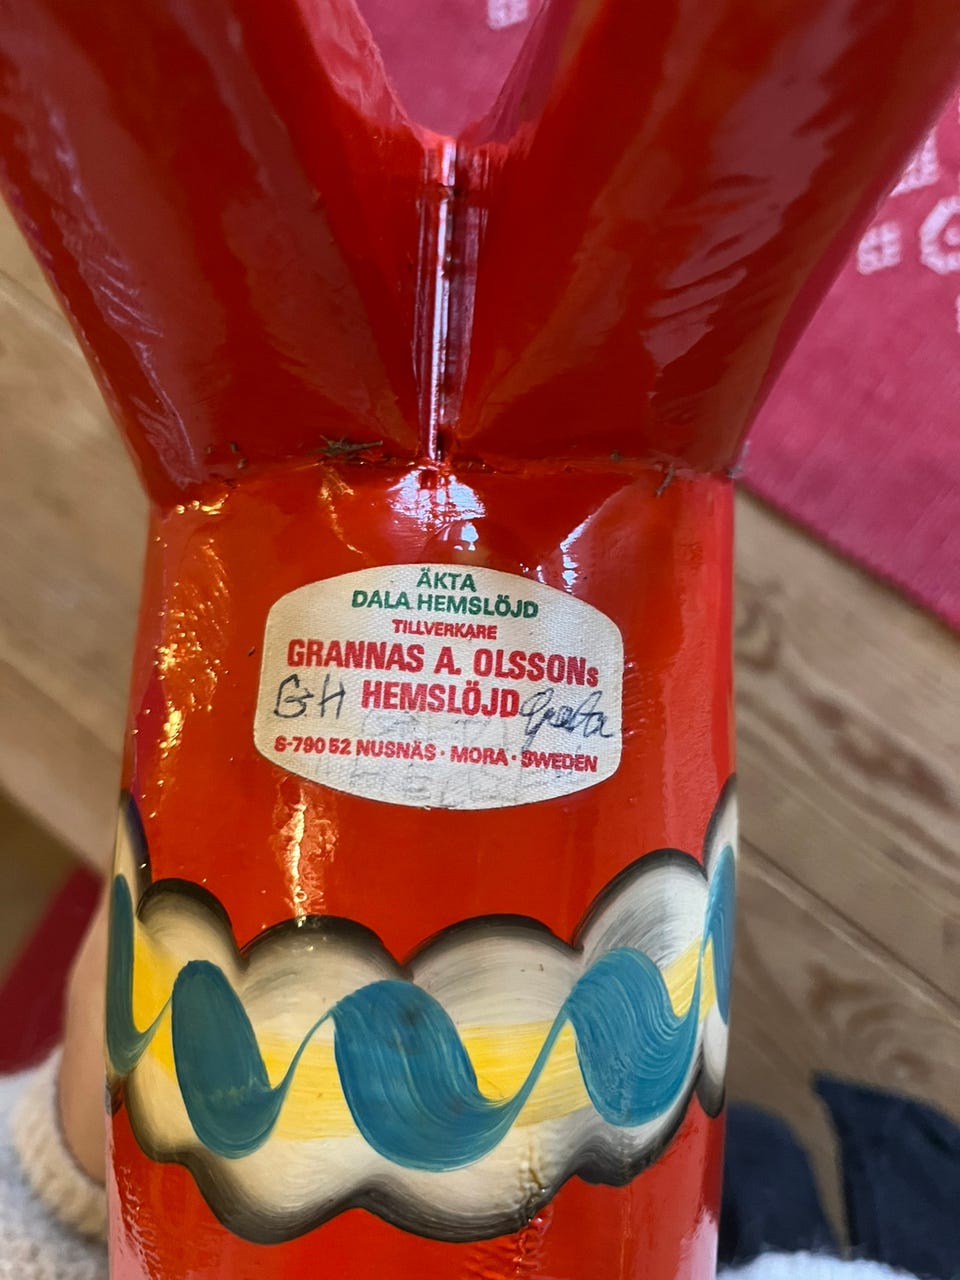 ÄKTA
DALA HEMSLÖJD
TILLVERKARE
GRANNAS A. OLSSONs
G.H HEMSLÖJD Greta
S-790 52 NUSNÄS · MORA · SWEDEN